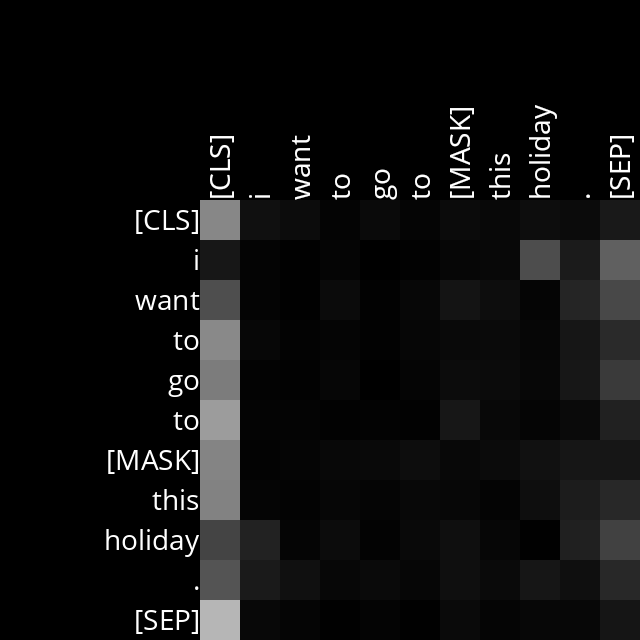 [CLS] i want to go to [MASK] this holiday . [SEP]
[CLS]
i
want
to
go
to
[MASK]
this
holiday
.
[SEP]